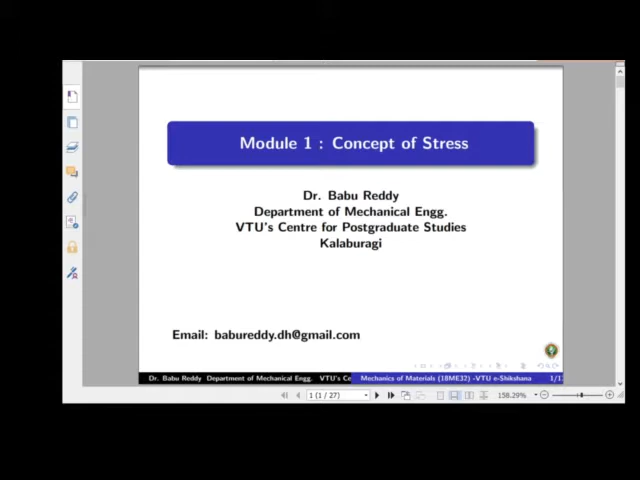 Module 1 : Concept of Stress
Dr. Babu Reddy
Department of Mechanical Engg.
VTU's Centre for Postgraduate Studies
Kalaburagi
Email: babureddy.dh@gmail.com
Dr. Babu Reddy Department of Mechanical Engg. VTU's Ce Mechanics of Materials (18ME32) -VTU e-Shikshana 1/1
1 (1 / 27) 158.29%